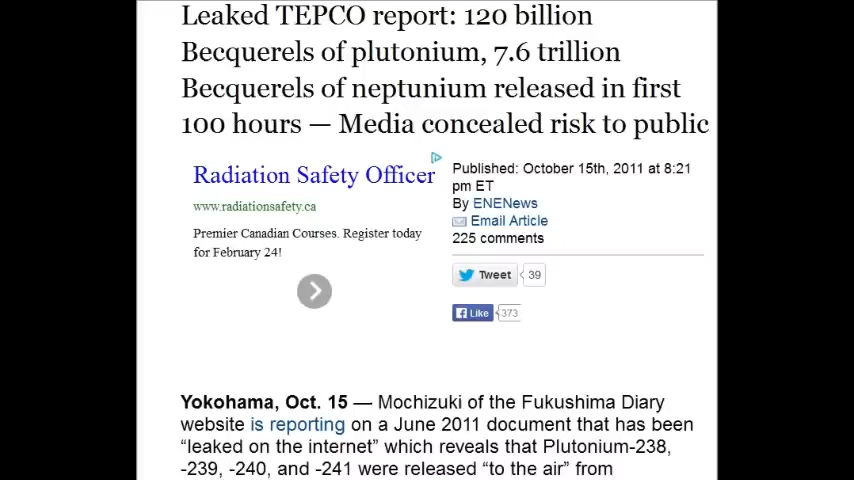 Leaked TEPCO report: 120 billion
Becquerels of plutonium, 7.6 trillion
Becquerels of neptunium released in first
100 hours — Media concealed risk to public
Radiation Safety Officer
www.radiationsafety.ca
Premier Canadian Courses. Register today
for February 24!
Published: October 15th, 2011 at 8:21
pm ET
By ENENews
Email Article
225 comments
Tweet 39
Like 373
Yokohama, Oct. 15 — Mochizuki of the Fukushima Diary
website is reporting on a June 2011 document that has been
“leaked on the internet” which reveals that Plutonium-238,
-239, -240, and -241 were released “to the air” from